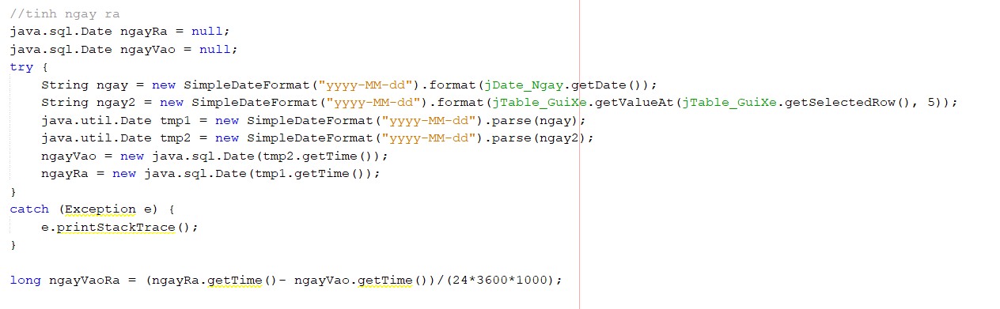 //tinh ngay ra
java.sql.Date ngayRa = null;
java.sql.Date ngayVao = null;
try {
    String ngay = new SimpleDateFormat("yyyy-MM-dd").format(jDate_Ngay.getDate());
    String ngay2 = new SimpleDateFormat("yyyy-MM-dd").format(jTable_GuiXe.getValueAt(jTable_GuiXe.getSelectedRow(), 5));
    java.util.Date tmp1 = new SimpleDateFormat("yyyy-MM-dd").parse(ngay);
    java.util.Date tmp2 = new SimpleDateFormat("yyyy-MM-dd").parse(ngay2);
    ngayVao = new java.sql.Date(tmp2.getTime());
    ngayRa = new java.sql.Date(tmp1.getTime());
}
catch (Exception e) {
    e.printStackTrace();
}
long ngayVaoRa = (ngayRa.getTime()- ngayVao.getTime())/(24*3600*1000);